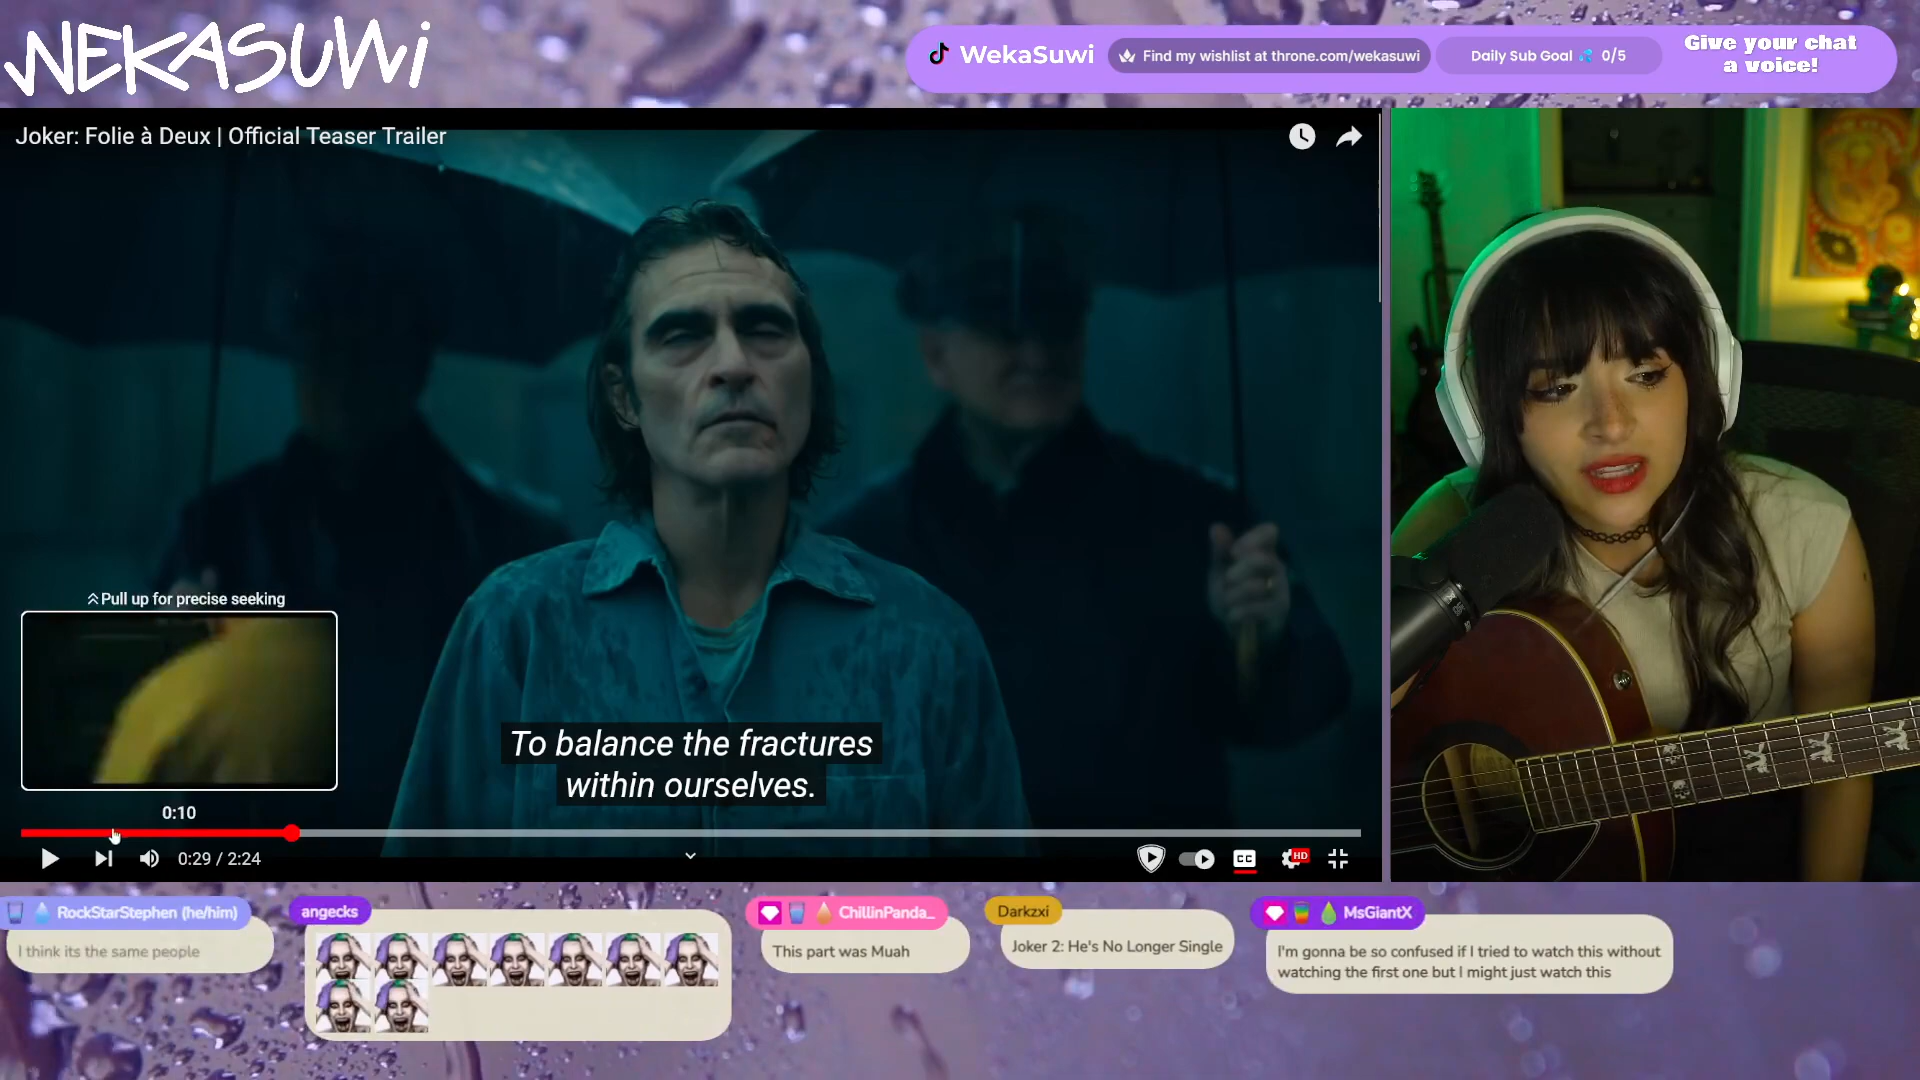 WEKASUWi
WekaSuwi
Find my wishlist at throne.com/wekasuwi
Daily Sub Goal 💦 0/5
Give your chat
a voice!
Joker: Folie à Deux | Official Teaser Trailer
Pull up for precise seeking
To balance the fractures
within ourselves.
0:10
0:29 / 2:24
CC
HD
RockStarStephen (he/him)
I think its the same people
angecks
ChillinPanda_
This part was Muah
Darkzxi
Joker 2: He's No Longer Single
MsGiantX
I'm gonna be so confused if I tried to watch this without
watching the first one but I might just watch this